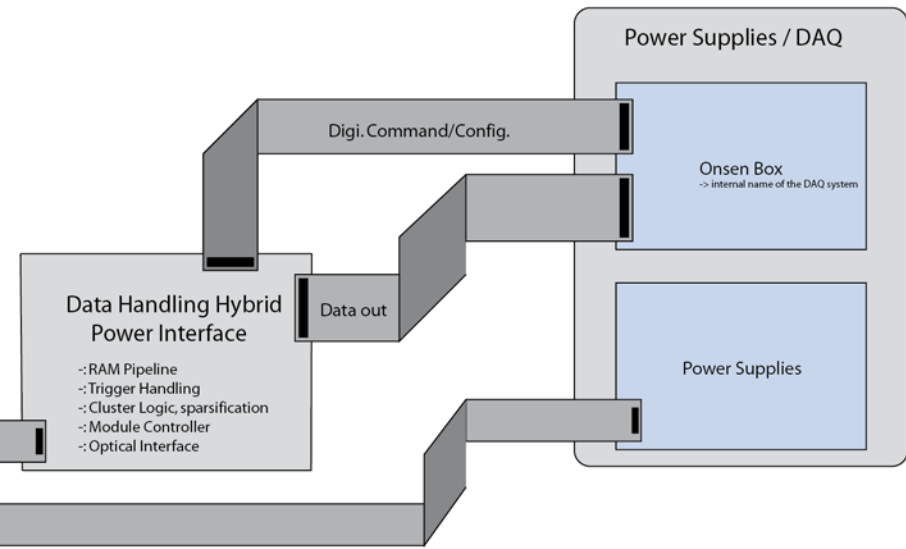 Power Supplies / DAQ
Digi. Command/Config.
Onsen Box
-> internal name of the DAQ system
Data Handling Hybrid
Power Interface
Data out
-: RAM Pipeline
-: Trigger Handling
-: Cluster Logic, sparsification
-: Module Controller
-: Optical Interface
Power Supplies